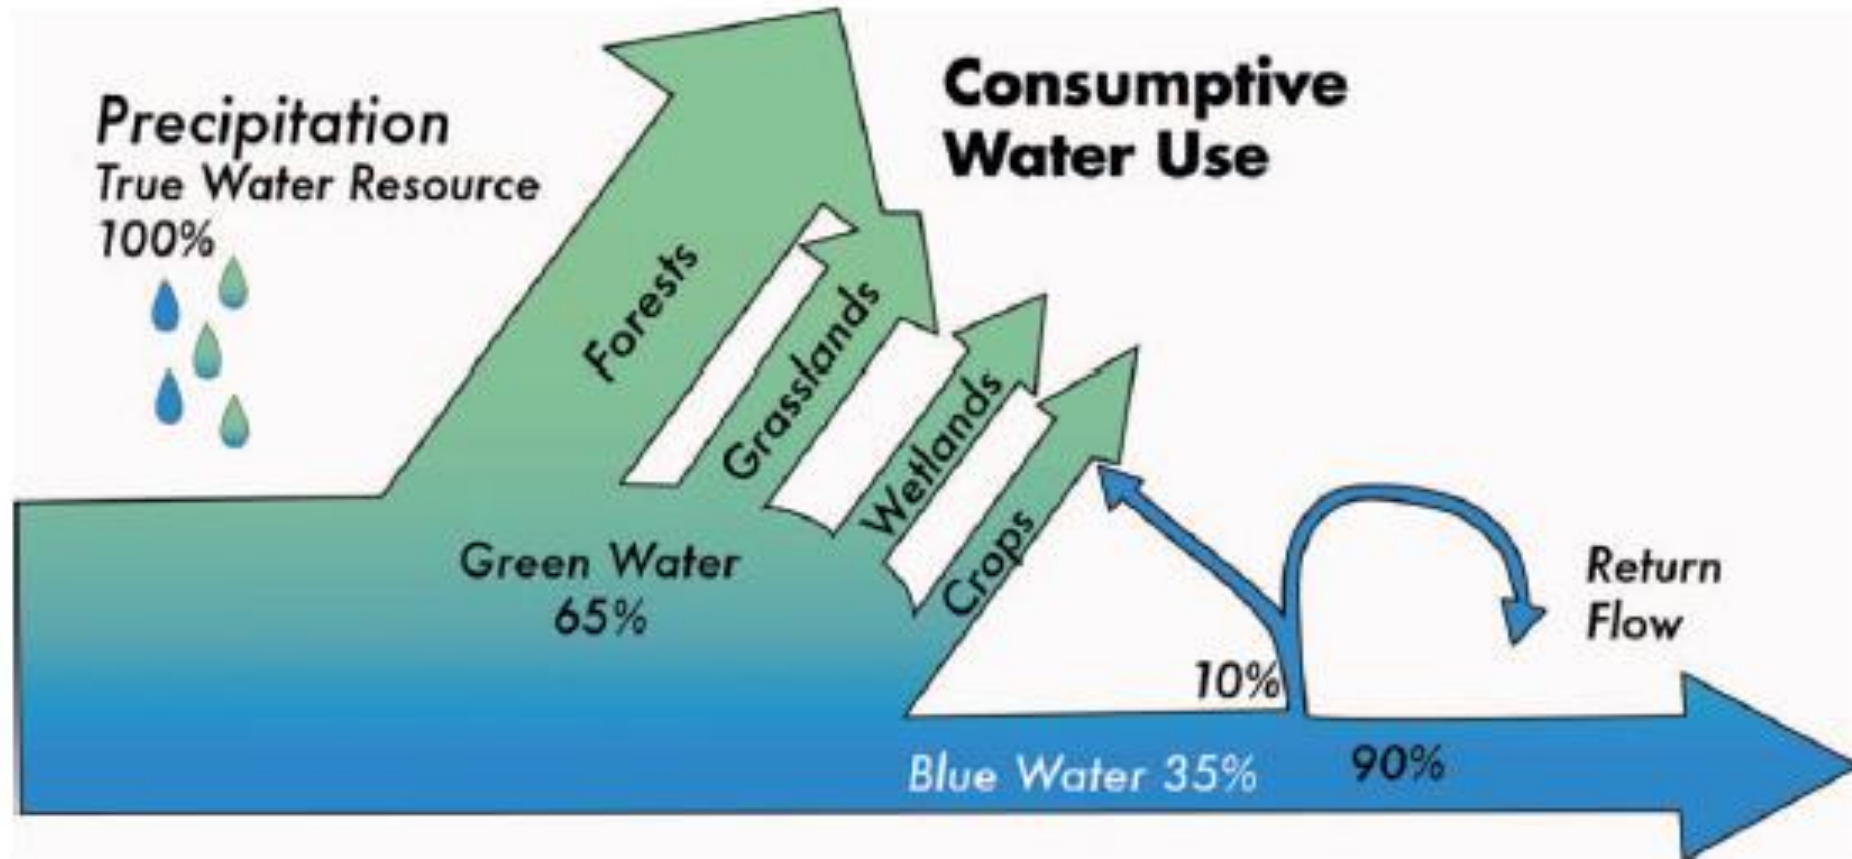 Precipitation
True Water Resource
100%
Consumptive
Water Use
Forests
Grasslands
Wetlands
Crops
Green Water
65%
Return
Flow
10%
Blue Water 35%
90%